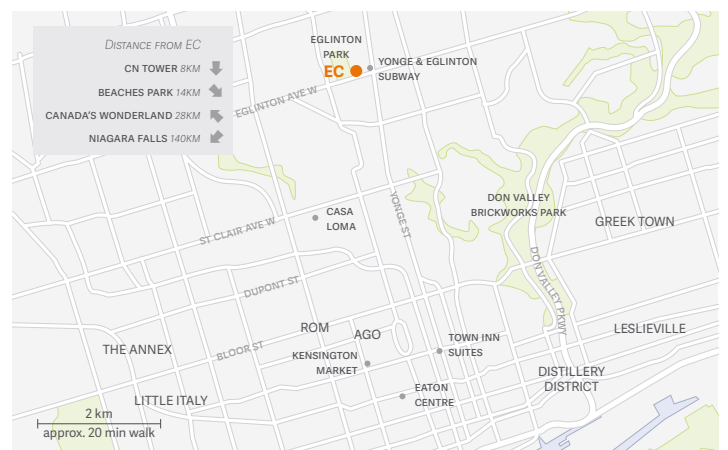 DISTANCE FROM EC
CN TOWER 8KM
BEACHES PARK 14KM
CANADA'S WONDERLAND 28KM
NIAGARA FALLS 140KM
EGLINTON
PARK
EC
YONGE & EGLINTON
SUBWAY
EGLINTON AVE W
CASA
LOMA
ST CLAIR AVE W
YONGE ST
DON VALLEY
BRICKWORKS PARK
GREEK TOWN
DON VALLEY PKWY
DUPONT ST
ROM
AGO
THE ANNEX
BLOOR ST
KENSINGTON
MARKET
TOWN INN
SUITES
LESLIEVILLE
DISTILLERY
DISTRICT
EATON
CENTRE
LITTLE ITALY
2 km
approx. 20 min walk